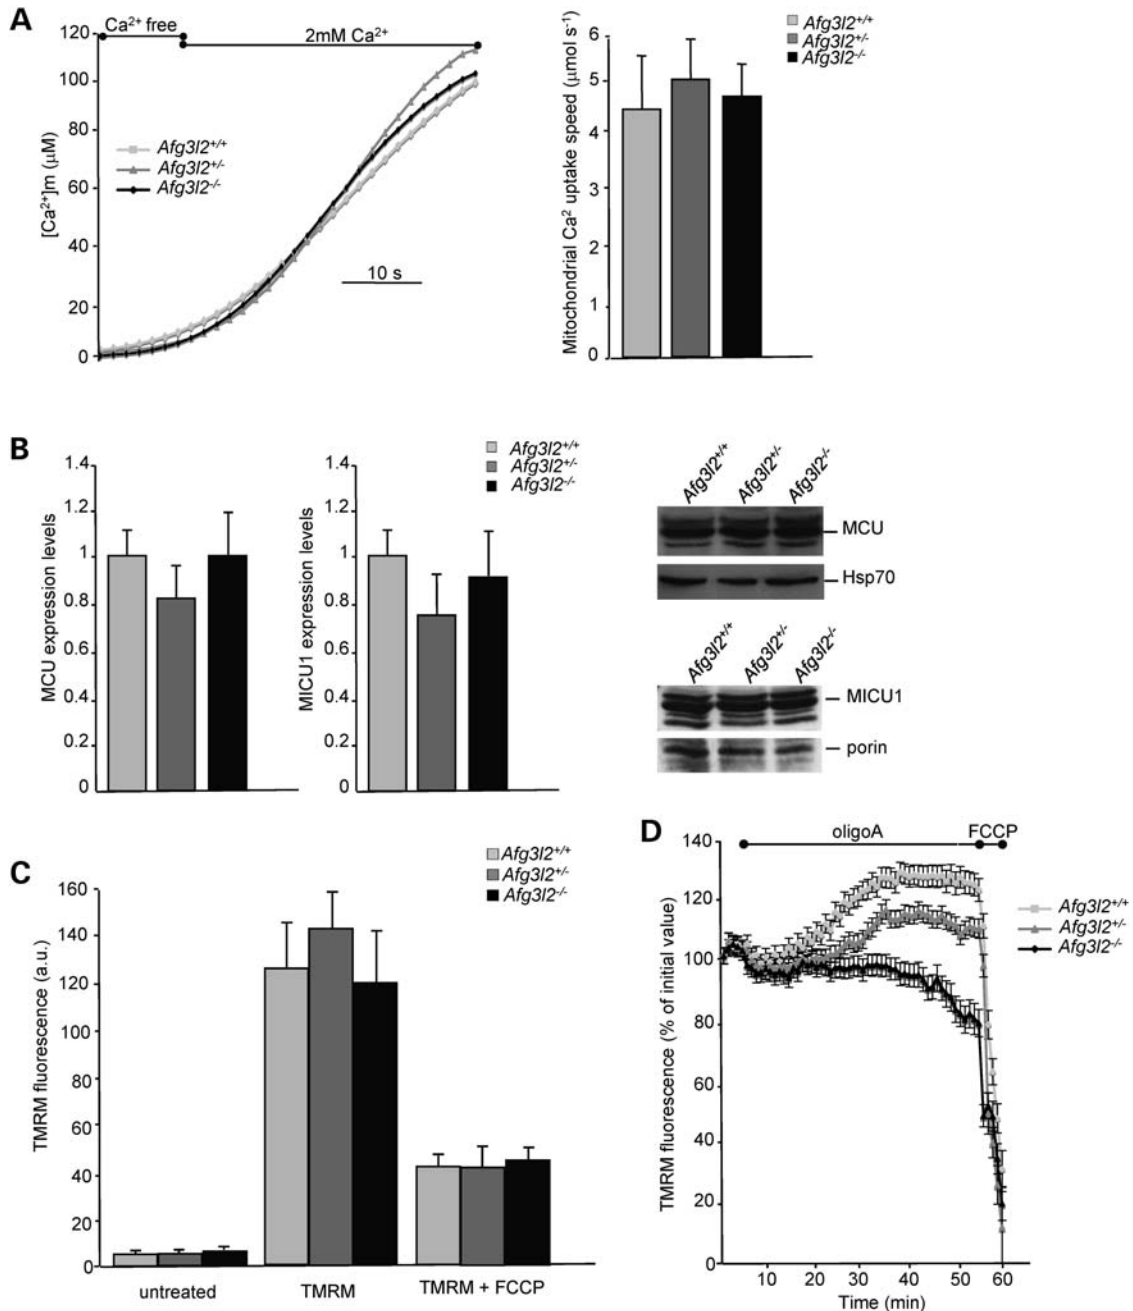 A
Ca²⁺ free
2mM Ca²⁺
[Ca²⁺]m (µM)
120
100
80
60
40
20
0
Afg3l2⁺/⁺
Afg3l2⁺/⁻
Afg3l2⁻/⁻
10 s
Mitochondrial Ca² uptake speed (µmol s⁻¹)
6
5
4
3
2
1
0
Afg3l2⁺/⁺
Afg3l2⁺/⁻
Afg3l2⁻/⁻
B
MCU expression levels
1.4
1.2
1
0.8
0.6
0.4
0.2
0
MICU1 expression levels
1.4
1.2
1
0.8
0.6
0.4
0.2
0
Afg3l2⁺/⁺
Afg3l2⁺/⁻
Afg3l2⁻/⁻
Afg3l2⁺/⁺ Afg3l2⁺/⁻ Afg3l2⁻/⁻
MCU
Hsp70
Afg3l2⁺/⁺ Afg3l2⁺/⁻ Afg3l2⁻/⁻
MICU1
porin
C
TMRM fluorescence (a.u.)
160
140
120
100
80
60
40
20
0
Afg3l2⁺/⁺
Afg3l2⁺/⁻
Afg3l2⁻/⁻
untreated TMRM TMRM + FCCP
D
oligoA FCCP
TMRM fluorescence (% of initial value)
140
120
100
80
60
40
20
0
Afg3l2⁺/⁺
Afg3l2⁺/⁻
Afg3l2⁻/⁻
10 20 30 40 50 60
Time (min)